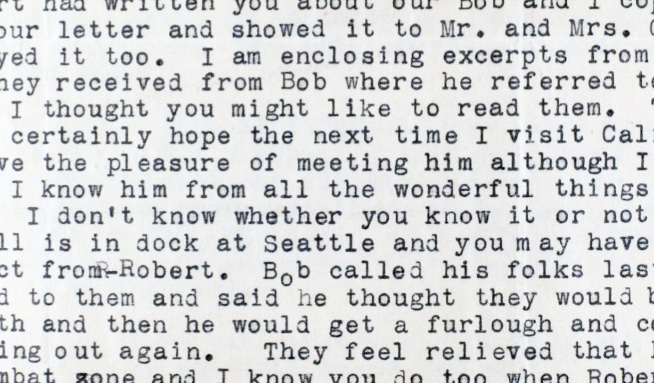 rt had written you about our Bob and I cop
our letter and showed it to Mr. and Mrs.
yed it too.  I am enclosing excerpts from
hey received from Bob where he referred to
I thought you might like to read them.
certainly hope the next time I visit Cali
ve the pleasure of meeting him although I
I know him from all the wonderful things
I don't know whether you know it or not
ll is in dock at Seattle and you may have
ct from-Robert.  Bob called his folks las
d to them and said he thought they would b
th and then he would get a furlough and co
ing out again.   They feel relieved that
mbat zone and I know you do too when Rober